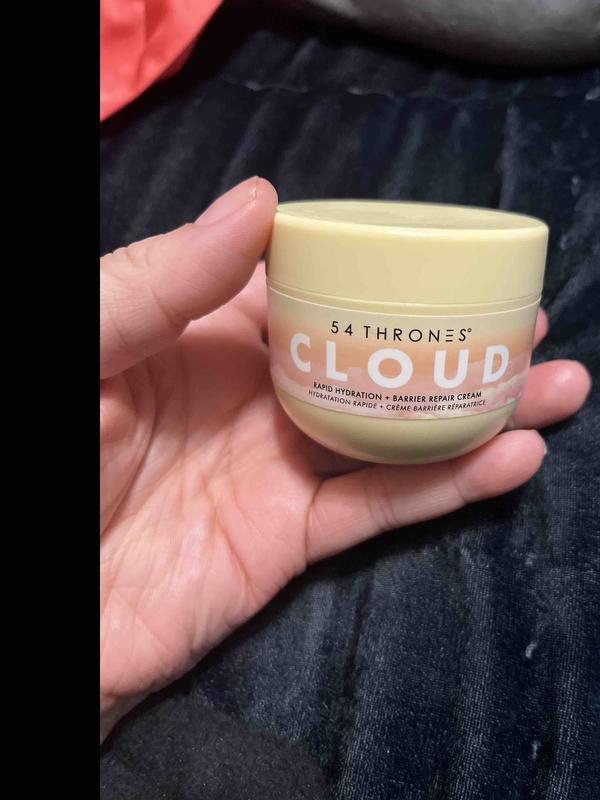 54 THRONES®
CLOUD
RAPID HYDRATION + BARRIER REPAIR CREAM
HYDRATATION RAPIDE + CRÈME BARRIÈRE RÉPARATRICE